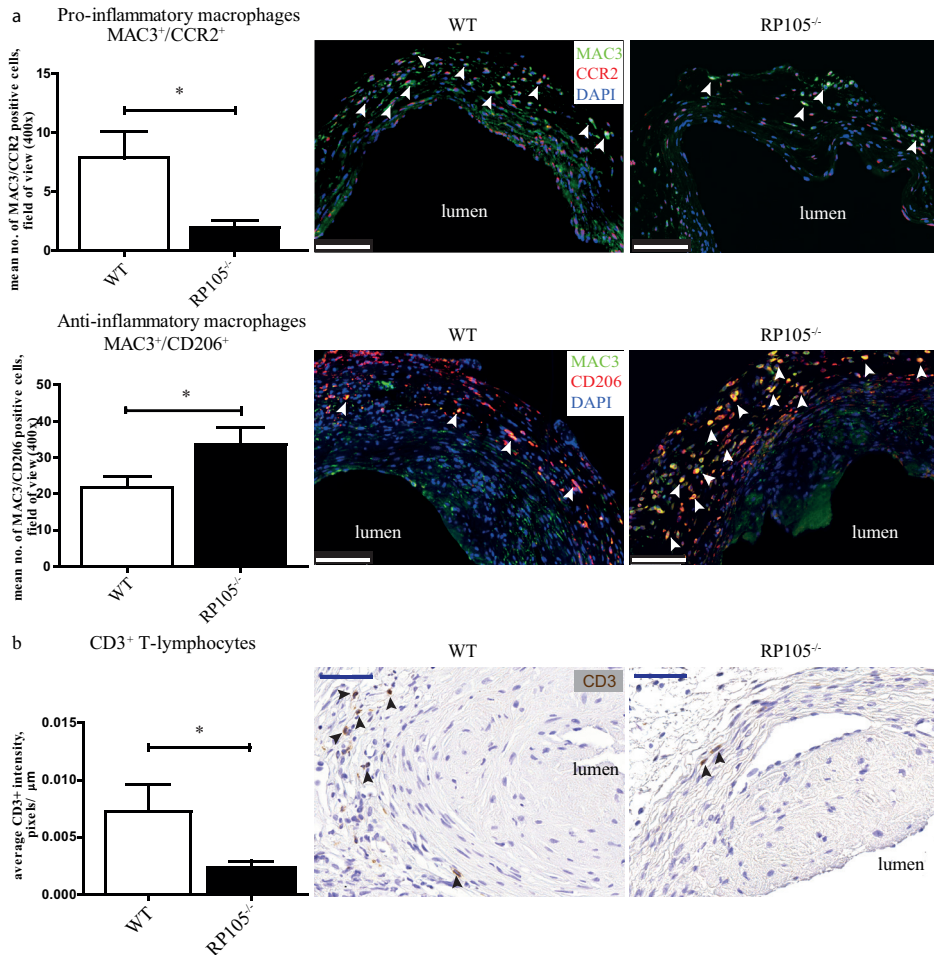 a
Pro-inflammatory macrophages
MAC3⁺/CCR2⁺
mean no. of MAC3/CCR2 positive cells,
field of view (400x)
15
10
5
0
*
WT
RP105⁻/⁻
WT
MAC3
CCR2
DAPI
lumen
RP105⁻/⁻
lumen
Anti-inflammatory macrophages
MAC3⁺/CD206⁺
mean no. of MAC3/CD206 positive cells,
field of view (400x)
50
40
30
20
10
0
*
WT
RP105⁻/⁻
WT
MAC3
CD206
DAPI
lumen
RP105⁻/⁻
lumen
b
CD3⁺ T-lymphocytes
average CD3+ intensity,
pixels/ µm
0.015
0.010
0.005
0.000
*
WT
RP105⁻/⁻
WT
CD3
lumen
RP105⁻/⁻
lumen